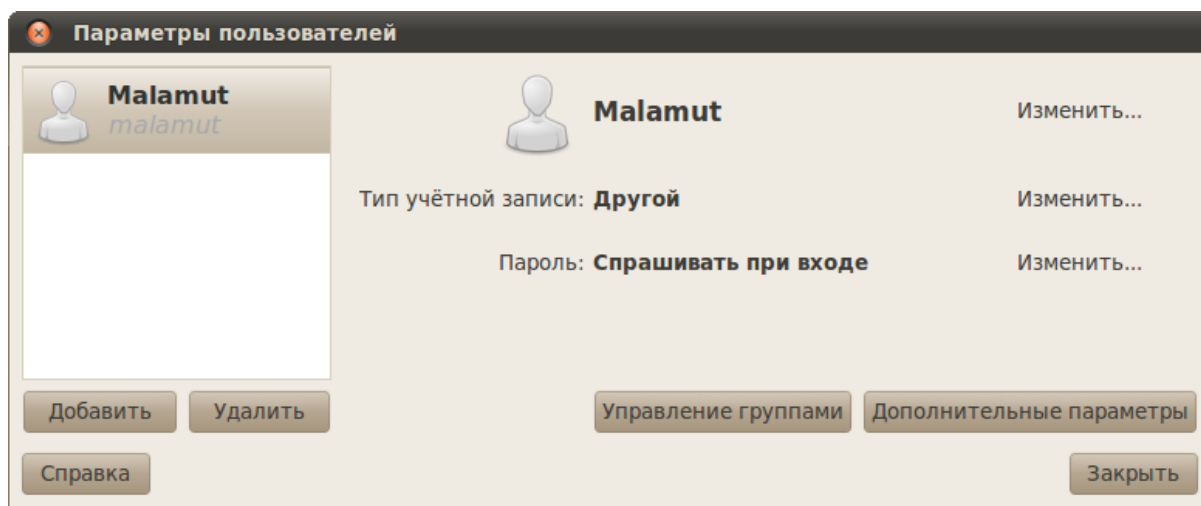 Параметры пользователей
Malamut
malamut
Malamut
Изменить...
Тип учётной записи: Другой
Изменить...
Пароль: Спрашивать при входе
Изменить...
Добавить
Удалить
Управление группами
Дополнительные параметры
Справка
Закрыть